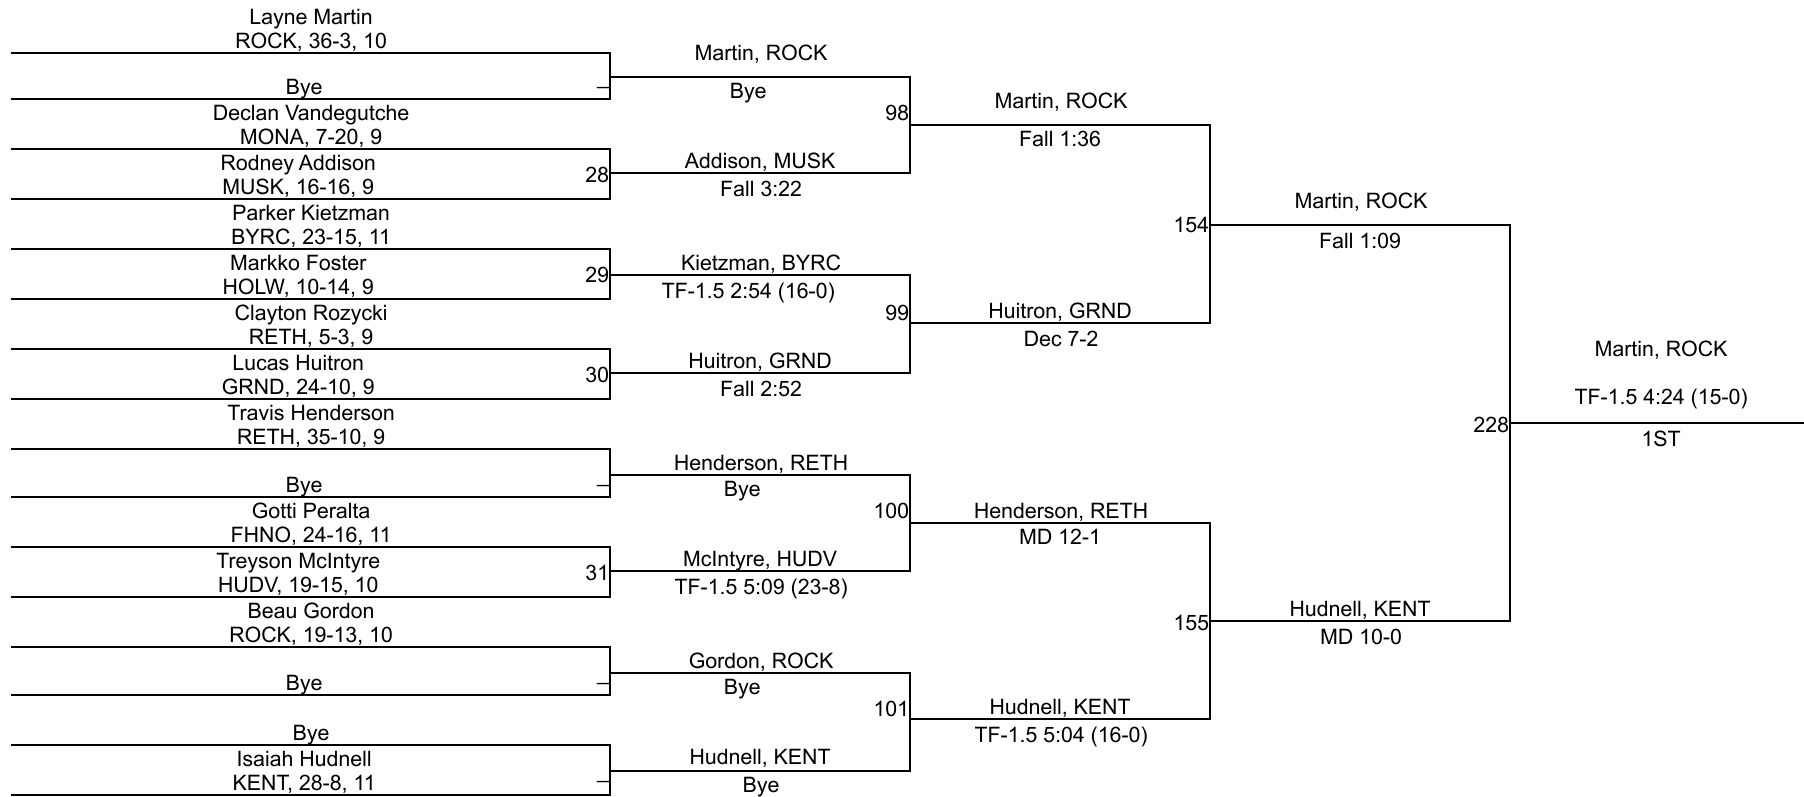 Layne Martin
ROCK, 36-3, 10
Bye
Declan Vandegutche
MONA, 7-20, 9
Rodney Addison
MUSK, 16-16, 9
Parker Kietzman
BYRC, 23-15, 11
Markko Foster
HOLW, 10-14, 9
Clayton Rozycki
RETH, 5-3, 9
Lucas Huitron
GRND, 24-10, 9
Travis Henderson
RETH, 35-10, 9
Bye
Gotti Peralta
FHNO, 24-16, 11
Treyson McIntyre
HUDV, 19-15, 10
Beau Gordon
ROCK, 19-13, 10
Bye
Bye
Isaiah Hudnell
KENT, 28-8, 11
–
28
29
30
–
31
–
–
Martin, ROCK
Bye
Addison, MUSK
Fall 3:22
Kietzman, BYRC
TF-1.5 2:54 (16-0)
Huitron, GRND
Fall 2:52
Henderson, RETH
Bye
McIntyre, HUDV
TF-1.5 5:09 (23-8)
Gordon, ROCK
Bye
Hudnell, KENT
Bye
98
99
100
101
Martin, ROCK
Fall 1:36
Huitron, GRND
Dec 7-2
Henderson, RETH
MD 12-1
Hudnell, KENT
TF-1.5 5:04 (16-0)
154
155
Martin, ROCK
Fall 1:09
Hudnell, KENT
MD 10-0
228
Martin, ROCK
TF-1.5 4:24 (15-0)
1ST